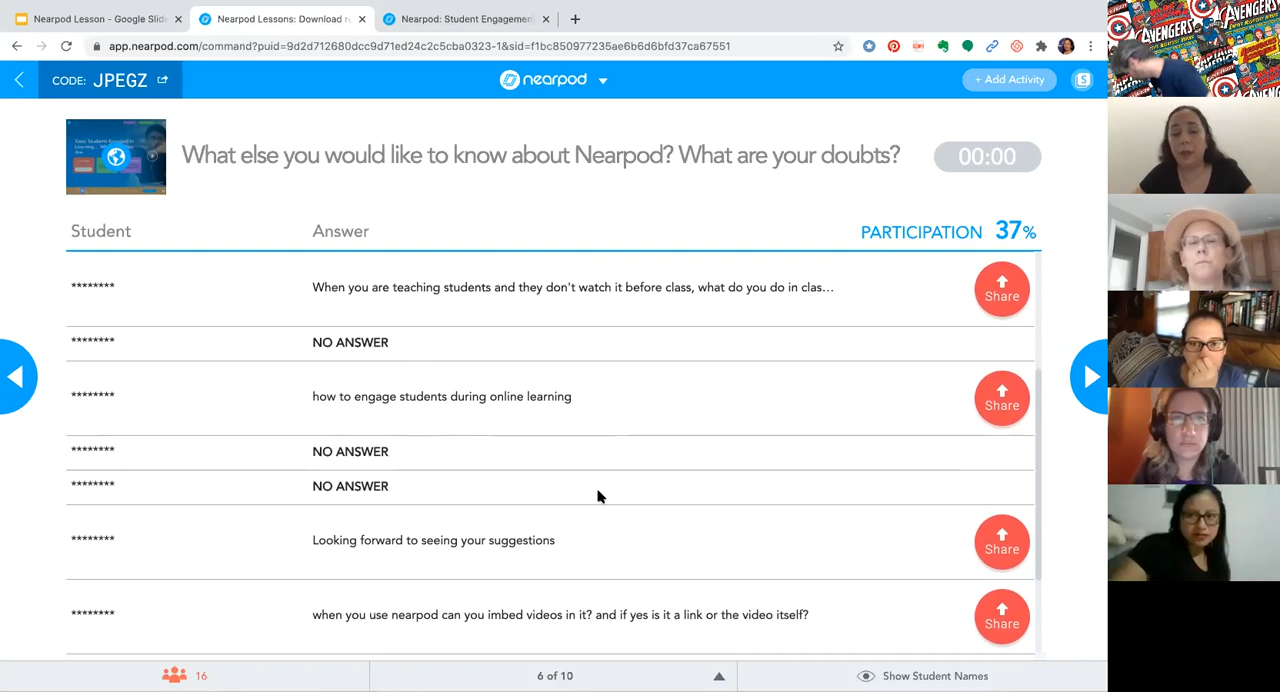 Nearpod Lesson - Google Slid
Nearpod Lessons: Download r
Nearpod: Student Engagemen
app.nearpod.com/command?puid=9d2d712680dcc9d71ed24c2c5cba03c3-1&sid=f1bc850977235ae6b6d6bfd37ca67551
CODE: JPEGZ
nearpod
+ Add Activity
S
What else you would like to know about Nearpod? What are your doubts?
00:00
Student
Answer
PARTICIPATION 37%
******** When you are teaching students and they don't watch it before class, what do you do in clas...
Share
******** NO ANSWER
******** how to engage students during online learning
Share
******** NO ANSWER
******** NO ANSWER
******** Looking forward to seeing your suggestions
Share
******** when you use nearpod can you imbed videos in it? and if yes is it a link or the video itself?
Share
16
6 of 10
Show Student Names
AVENGERS